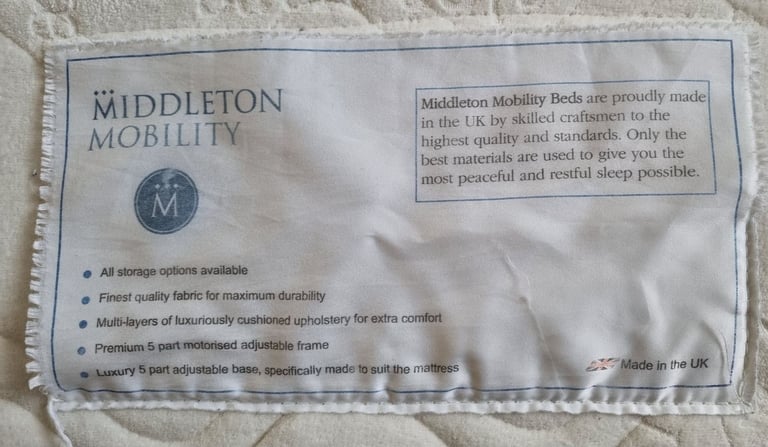 MIDDLETON
MOBILITY
M
Middleton Mobility Beds are proudly made
in the UK by skilled craftsmen to the
highest quality and standards. Only the
best materials are used to give you the
most peaceful and restful sleep possible.
All storage options available
Finest quality fabric for maximum durability
Multi-layers of luxuriously cushioned upholstery for extra comfort
Premium 5 part motorised adjustable frame
Luxury 5 part adjustable base, specifically made to suit the mattress
Made in the UK